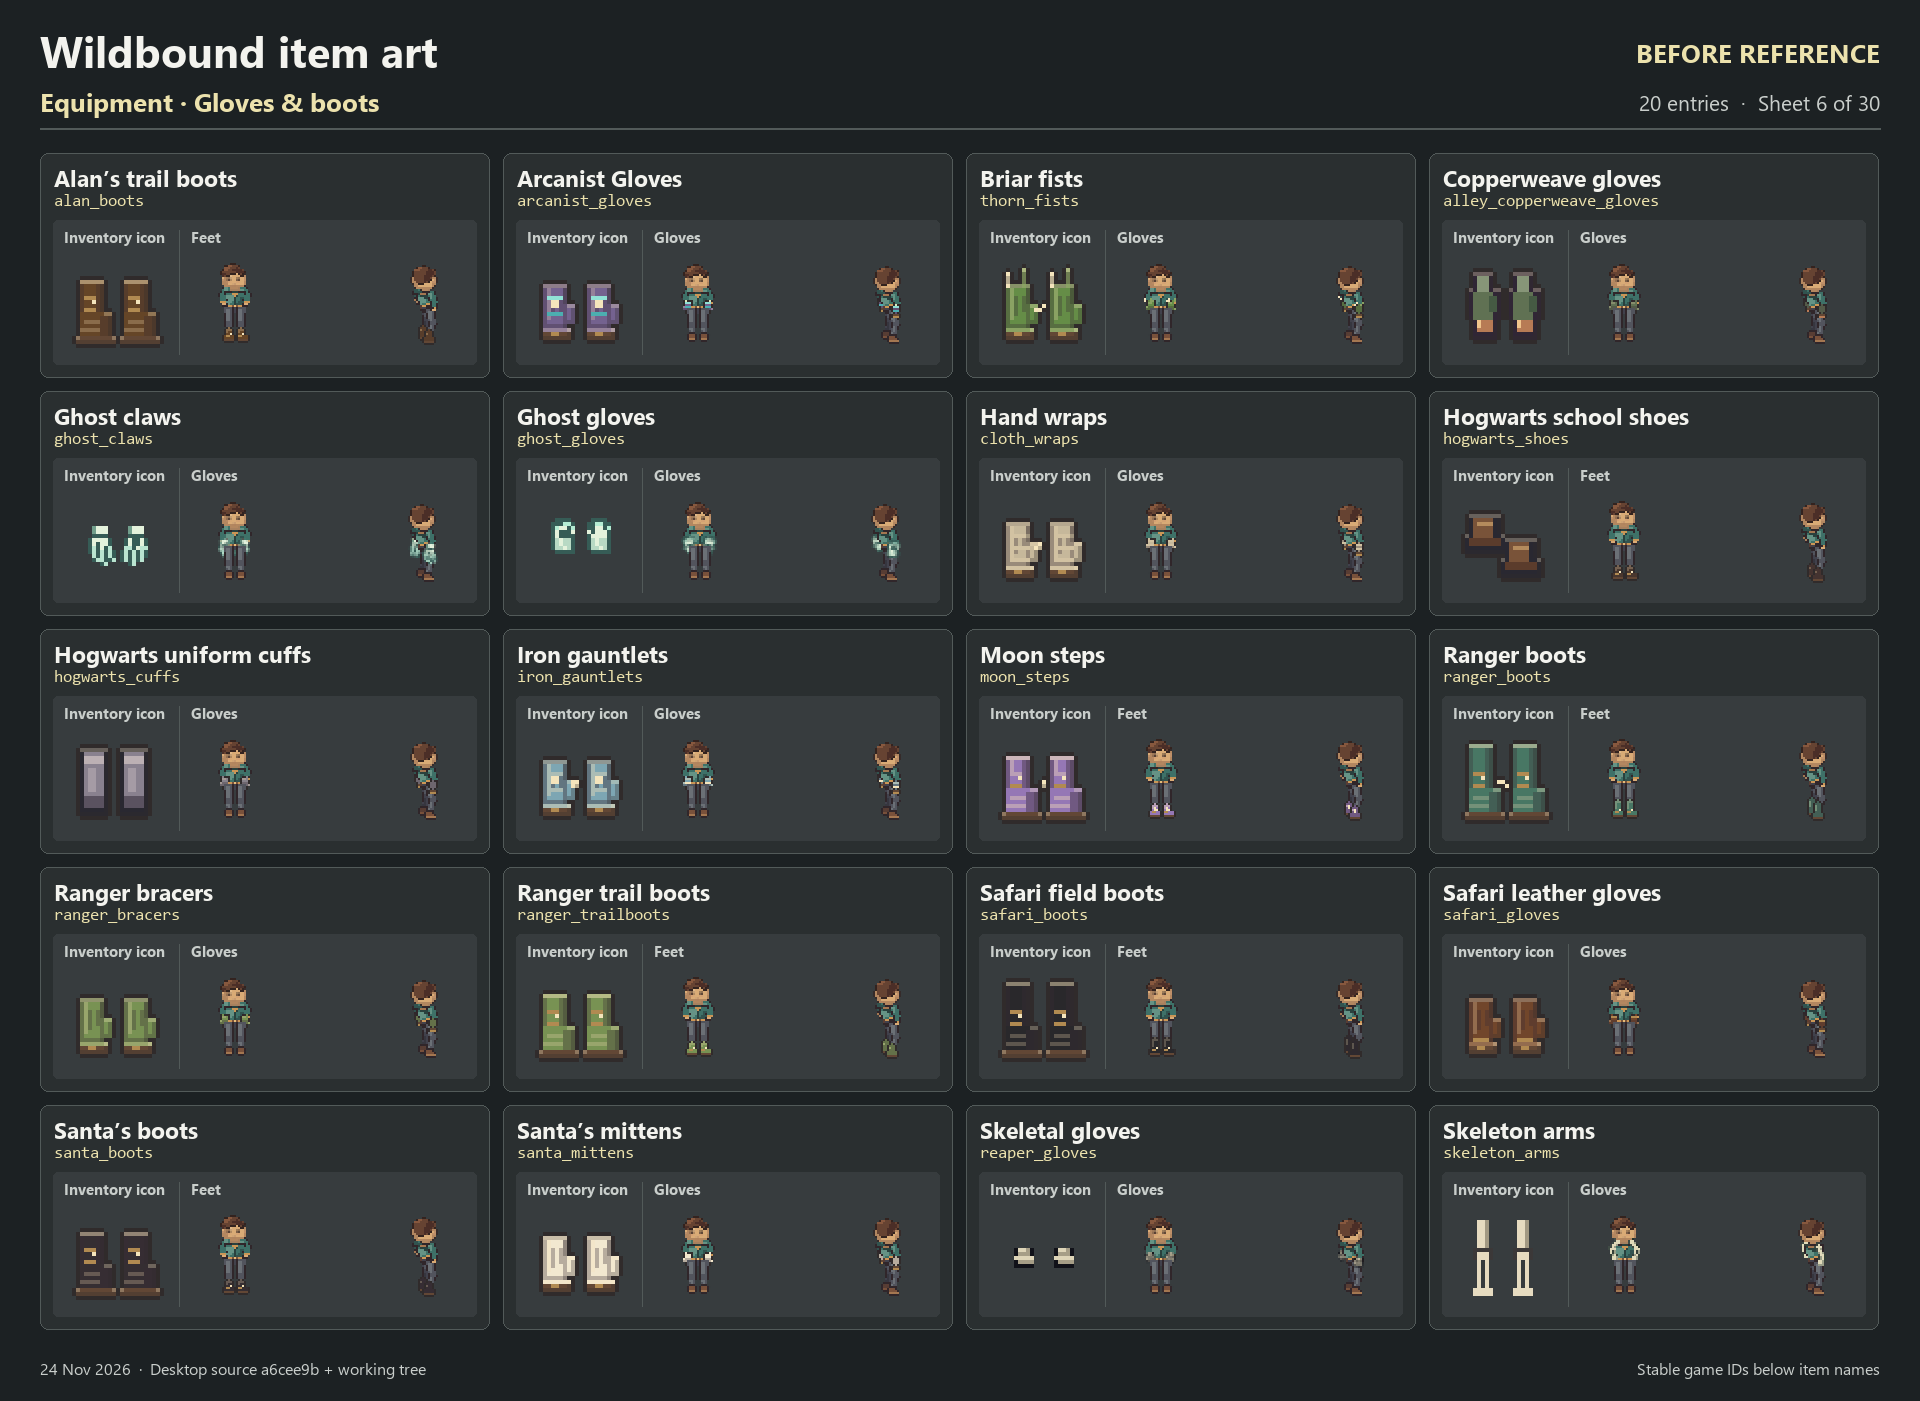 Wildbound item art
BEFORE REFERENCE
Equipment · Gloves & boots
20 entries · Sheet 6 of 30
Alan’s trail boots
alan_boots
Inventory icon
Feet
Arcanist Gloves
arcanist_gloves
Inventory icon
Gloves
Briar fists
thorn_fists
Inventory icon
Gloves
Copperweave gloves
alley_copperweave_gloves
Inventory icon
Gloves
Ghost claws
ghost_claws
Inventory icon
Gloves
Ghost gloves
ghost_gloves
Inventory icon
Gloves
Hand wraps
cloth_wraps
Inventory icon
Gloves
Hogwarts school shoes
hogwarts_shoes
Inventory icon
Feet
Hogwarts uniform cuffs
hogwarts_cuffs
Inventory icon
Gloves
Iron gauntlets
iron_gauntlets
Inventory icon
Gloves
Moon steps
moon_steps
Inventory icon
Feet
Ranger boots
ranger_boots
Inventory icon
Feet
Ranger bracers
ranger_bracers
Inventory icon
Gloves
Ranger trail boots
ranger_trailboots
Inventory icon
Feet
Safari field boots
safari_boots
Inventory icon
Feet
Safari leather gloves
safari_gloves
Inventory icon
Gloves
Santa’s boots
santa_boots
Inventory icon
Feet
Santa’s mittens
santa_mittens
Inventory icon
Gloves
Skeletal gloves
reaper_gloves
Inventory icon
Gloves
Skeleton arms
skeleton_arms
Inventory icon
Gloves
24 Nov 2026 · Desktop source a6cee9b + working tree
Stable game IDs below item names